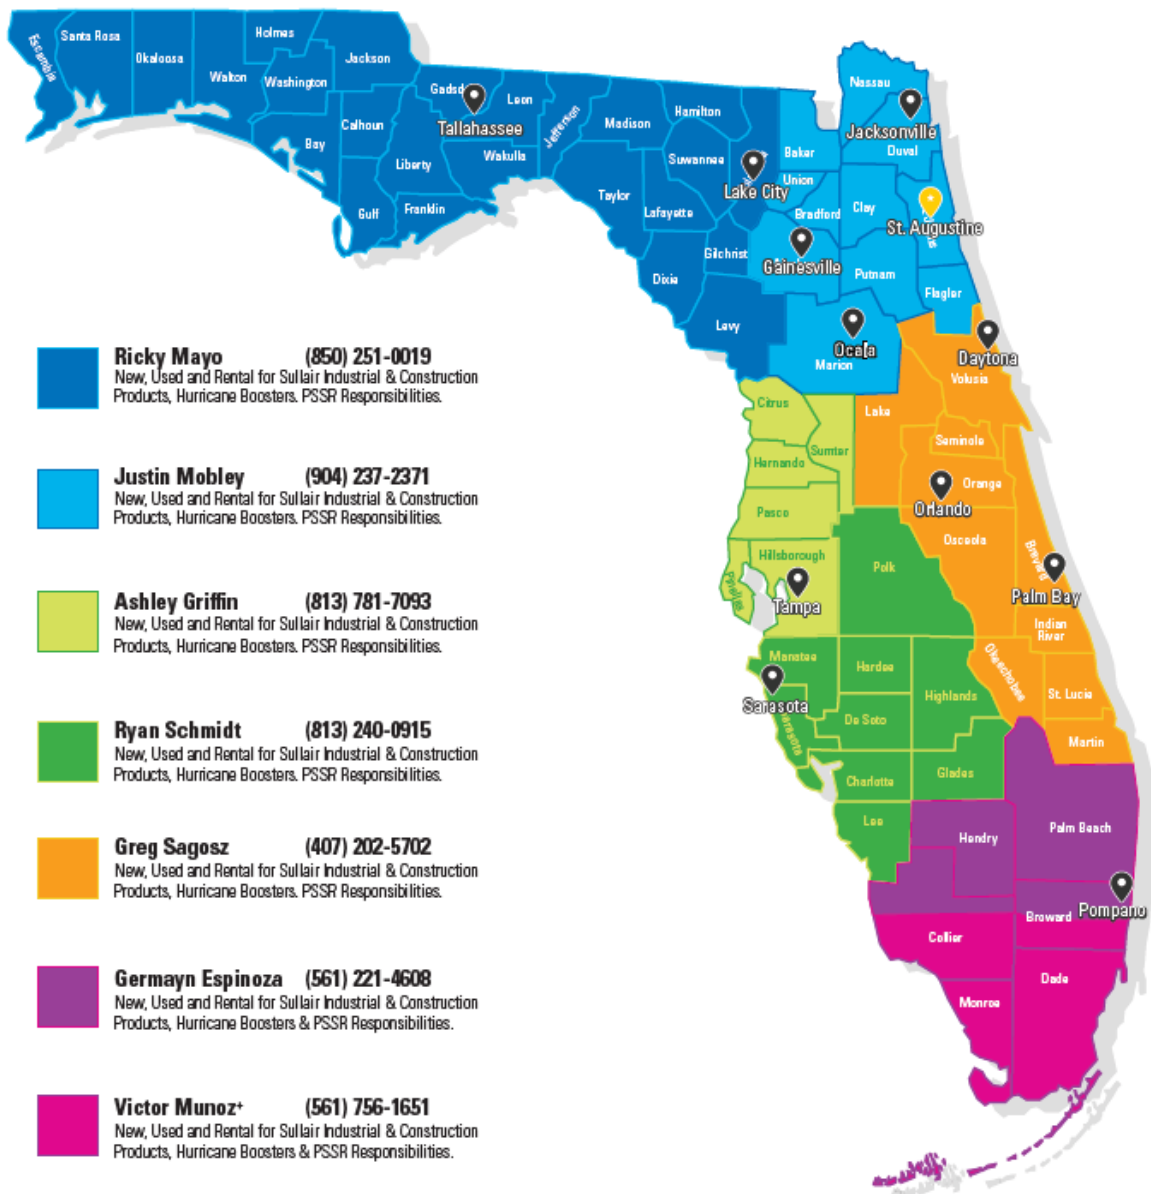 Escambia
Santa Rosa
Okaloosa
Walton
Holmes
Washington
Jackson
Bay
Calhoun
Gulf
Liberty
Franklin
Leon
Tallahassee
Wakulla
Jefferson
Madison
Taylor
Hamilton
Suwannee
Lafayette
Lake City
Gilchrist
Dixie
Levy
Nassau
Jacksonville
Duval
Baker
Union
Bradford
Clay
St. Augustine
Gainesville
Putnam
Flagler
Ocala
Marion
Daytona
Volusia
Lake
Seminole
Orange
Orlando
Osceola
Brevard
Palm Bay
Indian
River
Okeechobee
St. Lucie
Martin
Citrus
Sumter
Hernando
Pasco
Hillsborough
Pinellas
Tampa
Polk
Manatee
Hardee
Sarasota
Sarasota
Highlands
De Soto
Charlotte
Glades
Lee
Hendry
Palm Beach
Pompano
Broward
Collier
Dade
Monroe
Ricky Mayo (850) 251-0019
New, Used and Rental for Sullair Industrial & Construction
Products, Hurricane Boosters. PSSR Responsibilities.
Justin Mobley (904) 237-2371
New, Used and Rental for Sullair Industrial & Construction
Products, Hurricane Boosters. PSSR Responsibilities.
Ashley Griffin (813) 781-7093
New, Used and Rental for Sullair Industrial & Construction
Products, Hurricane Boosters. PSSR Responsibilities.
Ryan Schmidt (813) 240-0915
New, Used and Rental for Sullair Industrial & Construction
Products, Hurricane Boosters. PSSR Responsibilities.
Greg Sagosz (407) 202-5702
New, Used and Rental for Sullair Industrial & Construction
Products, Hurricane Boosters. PSSR Responsibilities.
Germayn Espinoza (561) 221-4608
New, Used and Rental for Sullair Industrial & Construction
Products, Hurricane Boosters & PSSR Responsibilities.
Victor Munoz+ (561) 756-1651
New, Used and Rental for Sullair Industrial & Construction
Products, Hurricane Boosters & PSSR Responsibilities.